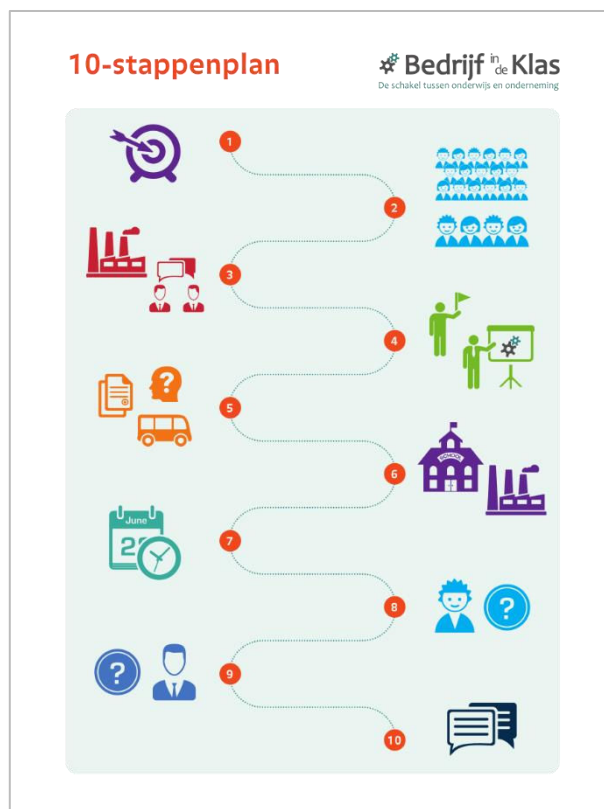 10-stappenplan
Bedrijf in de Klas
De schakel tussen onderwijs en onderneming
1
2
3
4
?
5
SCHOOL
6
June
7
8
?
?
9
10